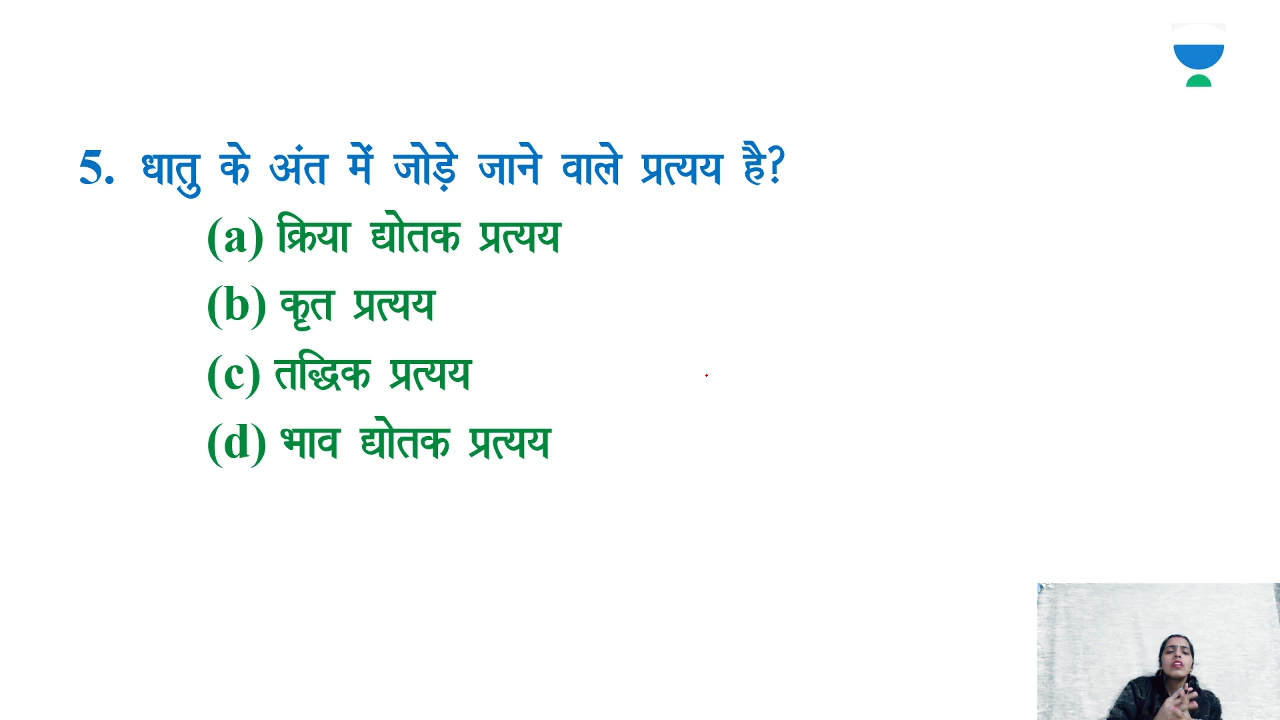 5. धातु के अंत में जोड़े जाने वाले प्रत्यय है?
(a) क्रिया द्योतक प्रत्यय
(b) कृत प्रत्यय
(c) तद्धिक प्रत्यय
(d) भाव द्योतक प्रत्यय